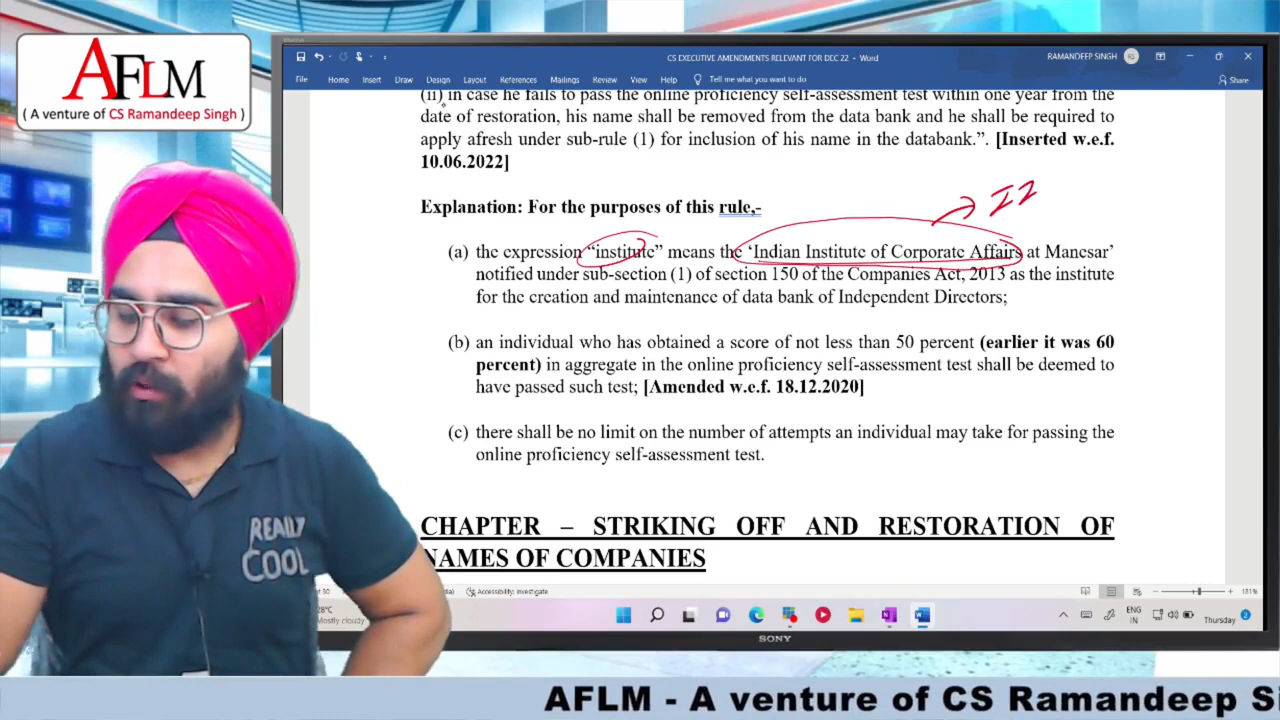 AFLM
( A venture of CS Ramandeep Singh )
CS EXECUTIVE AMENDMENTS RELEVANT FOR DEC 22 - Word
RAMANDEEP SINGH
File Home Insert Draw Design Layout References Mailings Review View Help Tell me what you want to do Share
(ii) in case he fails to pass the online proficiency self-assessment test within one year from the
date of restoration, his name shall be removed from the data bank and he shall be required to
apply afresh under sub-rule (1) for inclusion of his name in the databank.”. [Inserted w.e.f.
10.06.2022]
Explanation: For the purposes of this rule,-
II
(a) the expression “institute” means the ‘Indian Institute of Corporate Affairs at Manesar’
notified under sub-section (1) of section 150 of the Companies Act, 2013 as the institute
for the creation and maintenance of data bank of Independent Directors;
(b) an individual who has obtained a score of not less than 50 percent (earlier it was 60
percent) in aggregate in the online proficiency self-assessment test shall be deemed to
have passed such test; [Amended w.e.f. 18.12.2020]
(c) there shall be no limit on the number of attempts an individual may take for passing the
online proficiency self-assessment test.
CHAPTER – STRIKING OFF AND RESTORATION OF
NAMES OF COMPANIES
Accessibility: Investigate
181%
28°C
Mostly cloudy
ENG
IN
Thursday
2
SONY
REALLY
COOL
AFLM - A venture of CS Ramandeep S